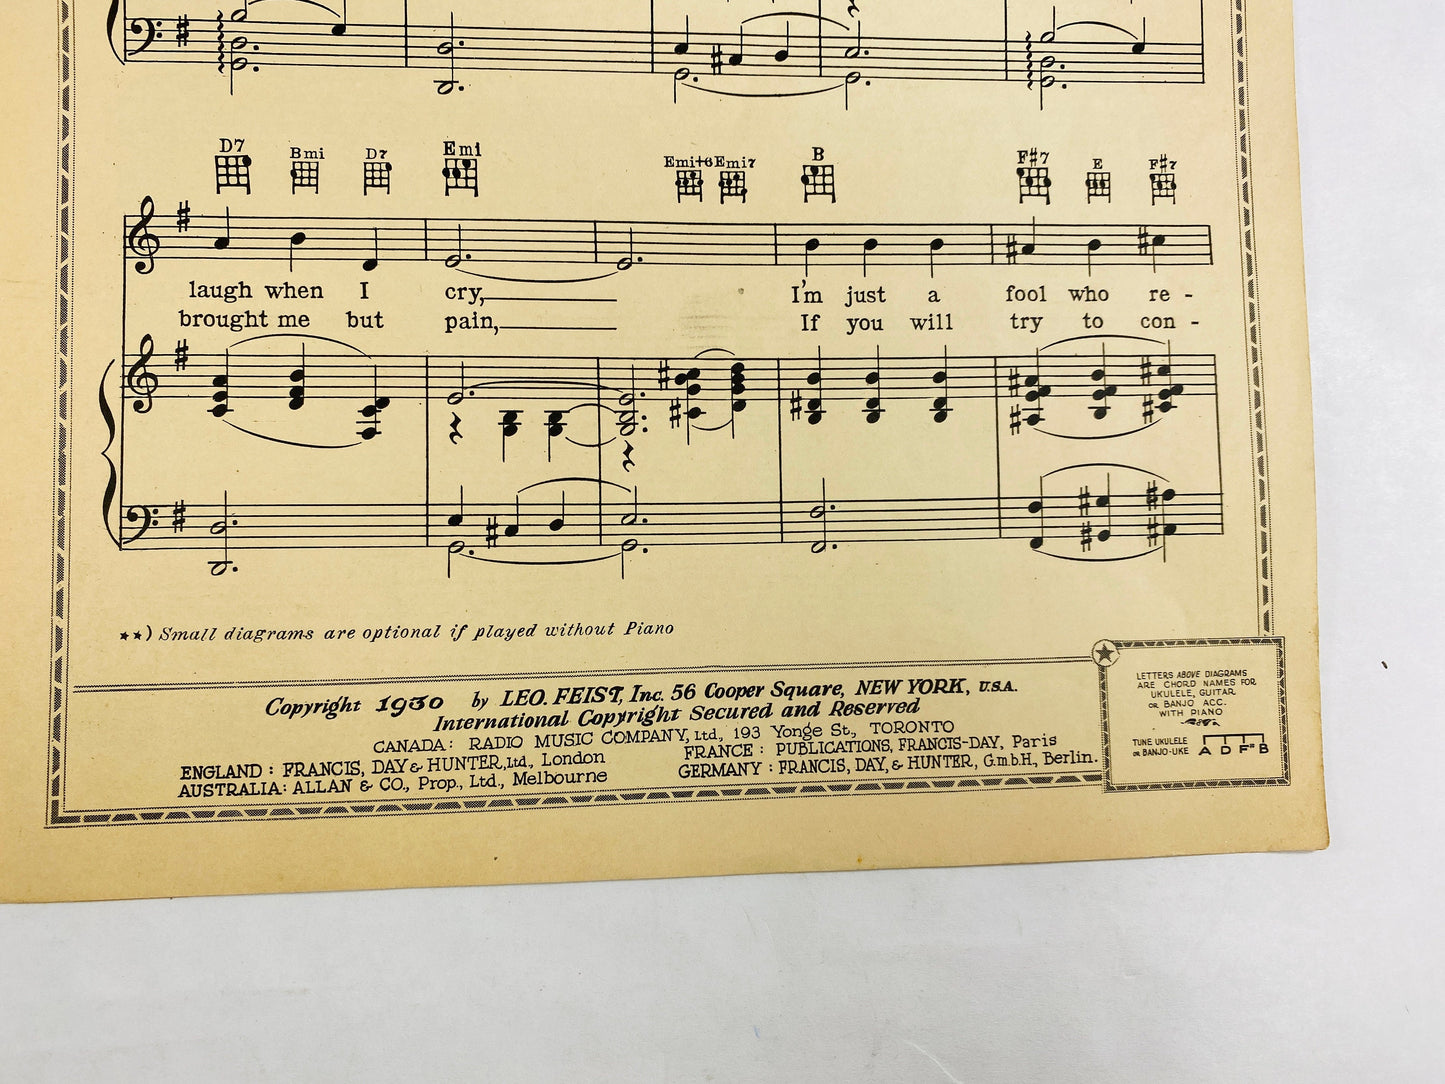 D7 Bmi D7 Emi Emi+6 Emi7 B F#7 E F#7
laugh when I cry, I'm just a fool who re -
brought me but pain, If you will try to con -
**) Small diagrams are optional if played without Piano
Copyright 1930 by LEO. FEIST, Inc. 56 Cooper Square, NEW YORK, U.S.A.
International Copyright Secured and Reserved
CANADA: RADIO MUSIC COMPANY, Ltd., 193 Yonge St., TORONTO
ENGLAND: FRANCIS, DAY & HUNTER, Ltd., London
FRANCE: PUBLICATIONS, FRANCIS-DAY, Paris
AUSTRALIA: ALLAN & CO., Prop., Ltd., Melbourne
GERMANY: FRANCIS, DAY, & HUNTER, G.m.b.H., Berlin.
LETTERS ABOVE DIAGRAMS
ARE CHORD NAMES FOR
UKULELE, GUITAR
OR BANJO ACC.
WITH PIANO
TUNE UKULELE
OR BANJO-UKE
A D F# B